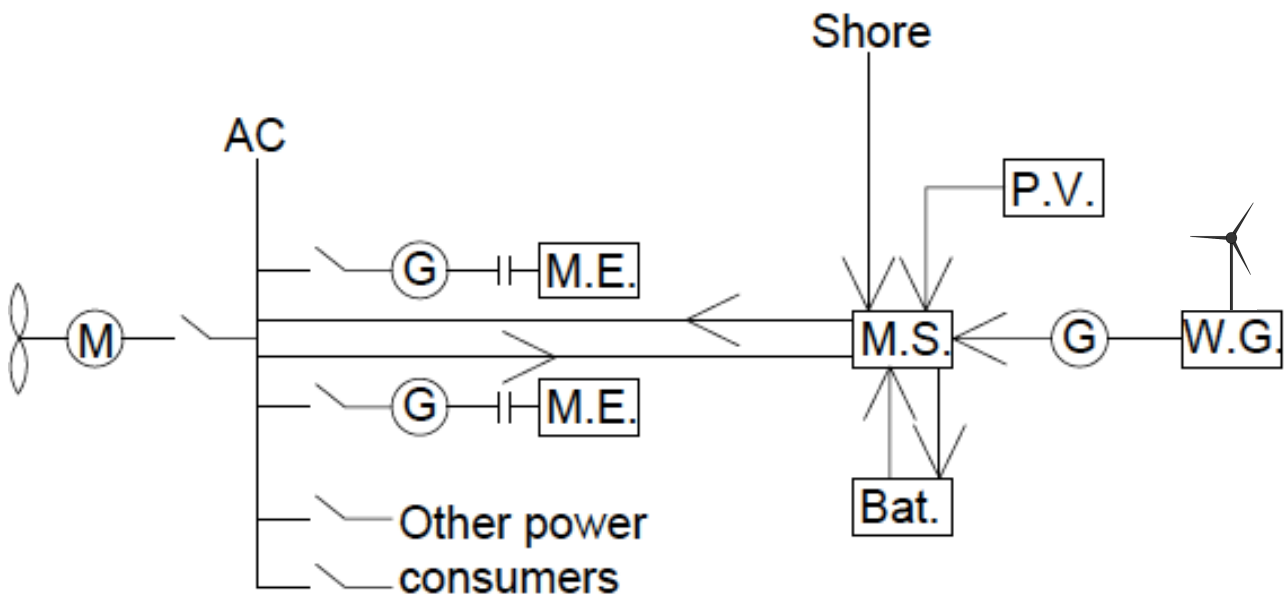 Shore
AC
P.V.
G
M.E.
M
M.S.
G
W.G.
G
M.E.
Bat.
Other power
consumers